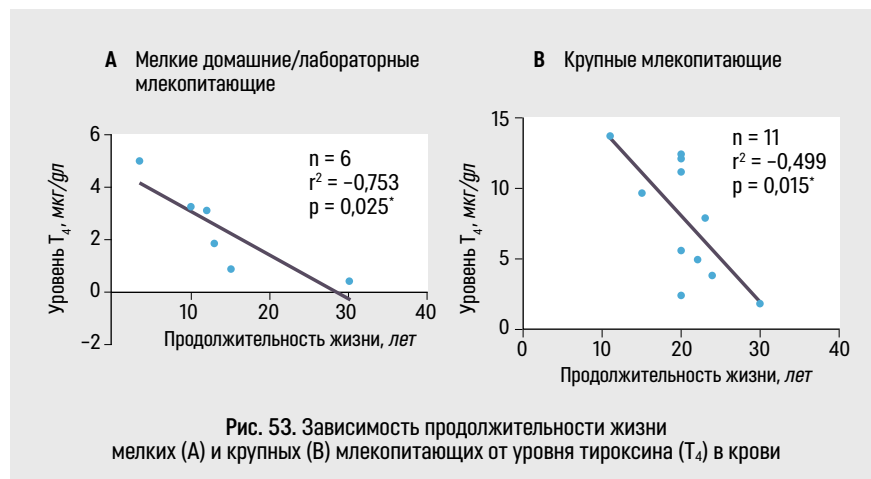 A Мелкие домашние/лабораторные
млекопитающие
6
4
2
0
–2
10
20
30
40
Уровень T₄, мкг/дл
n = 6
r² = –0,753
p = 0,025*
Продолжительность жизни, лет
B Крупные млекопитающие
15
10
5
0
0
10
20
30
40
Уровень T₄, мкг/дл
n = 11
r² = –0,499
p = 0,015*
Продолжительность жизни, лет
Рис. 53. Зависимость продолжительности жизни
мелких (А) и крупных (В) млекопитающих от уровня тироксина (T₄) в крови